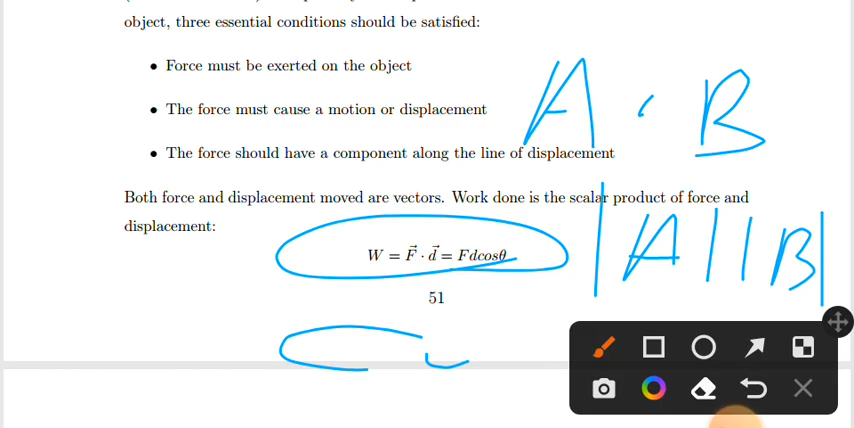 object, three essential conditions should be satisfied:
• Force must be exerted on the object
A · B
• The force must cause a motion or displacement
• The force should have a component along the line of displacement
Both force and displacement moved are vectors. Work done is the scalar product of force and
displacement:
|A||B|
W = F⃗ · d⃗ = Fdcosθ
51